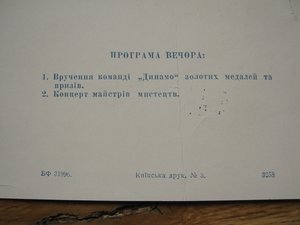 ПРОГРАМА ВЕЧОРА:
1. Вручення команді „Динамо“ золотих медалей та
призів.
2. Концерт майстрів мистецтв.
БФ 31996. Київська друк. № 3. 3258